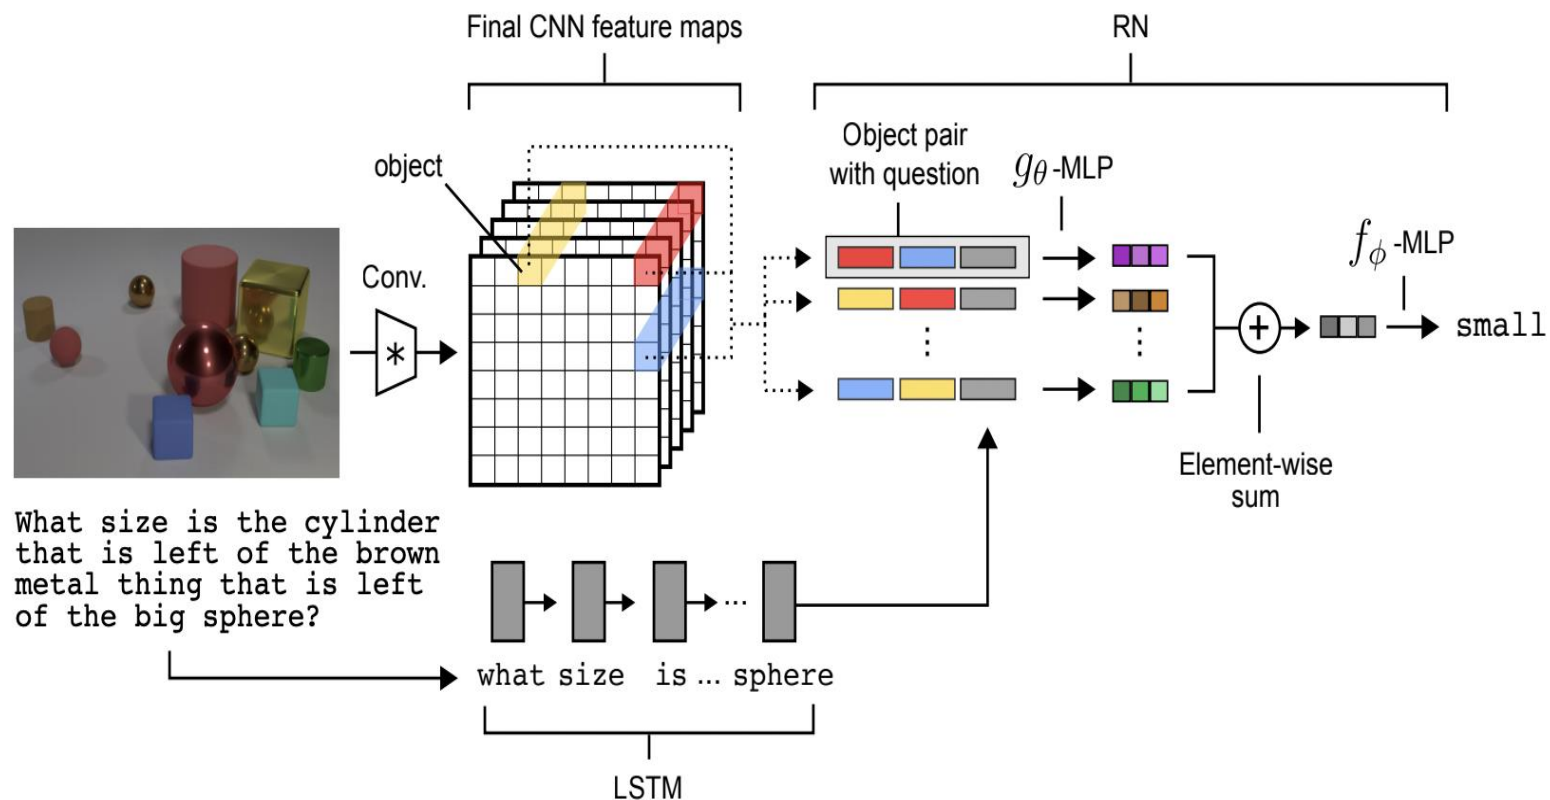 Final CNN feature maps
RN
object
Object pair
with question
gθ-MLP
fϕ-MLP
Conv.
*
+
small
Element-wise
sum
What size is the cylinder
that is left of the brown
metal thing that is left
of the big sphere?
...
what size is ... sphere
LSTM